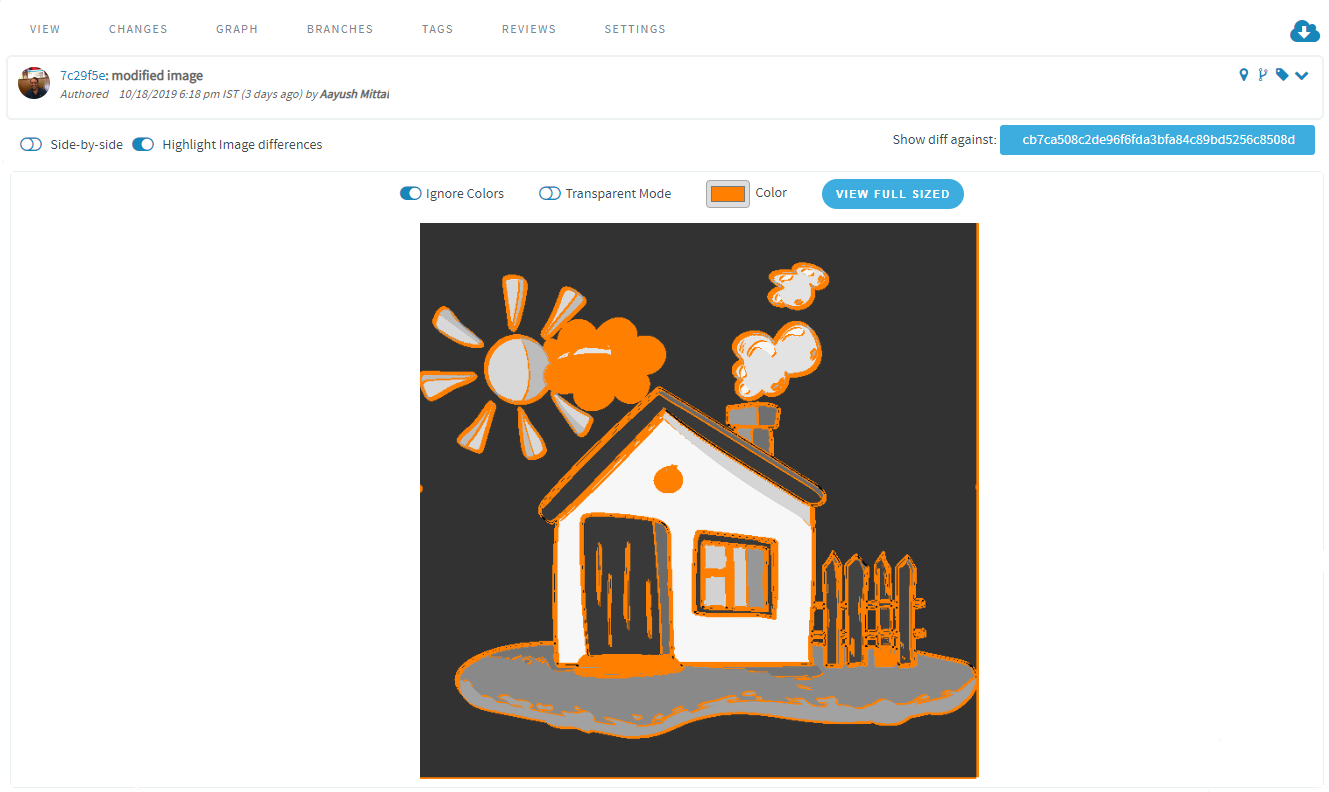 VIEW CHANGES GRAPH BRANCHES TAGS REVIEWS SETTINGS
7c29f5e: modified image
Authored 10/18/2019 6:18 pm IST (3 days ago) by Aayush Mittal
Side-by-side Highlight Image differences
Show diff against: cb7ca508c2de96f6fda3bfa84c89bd5256c8508d
Ignore Colors Transparent Mode Color VIEW FULL SIZED